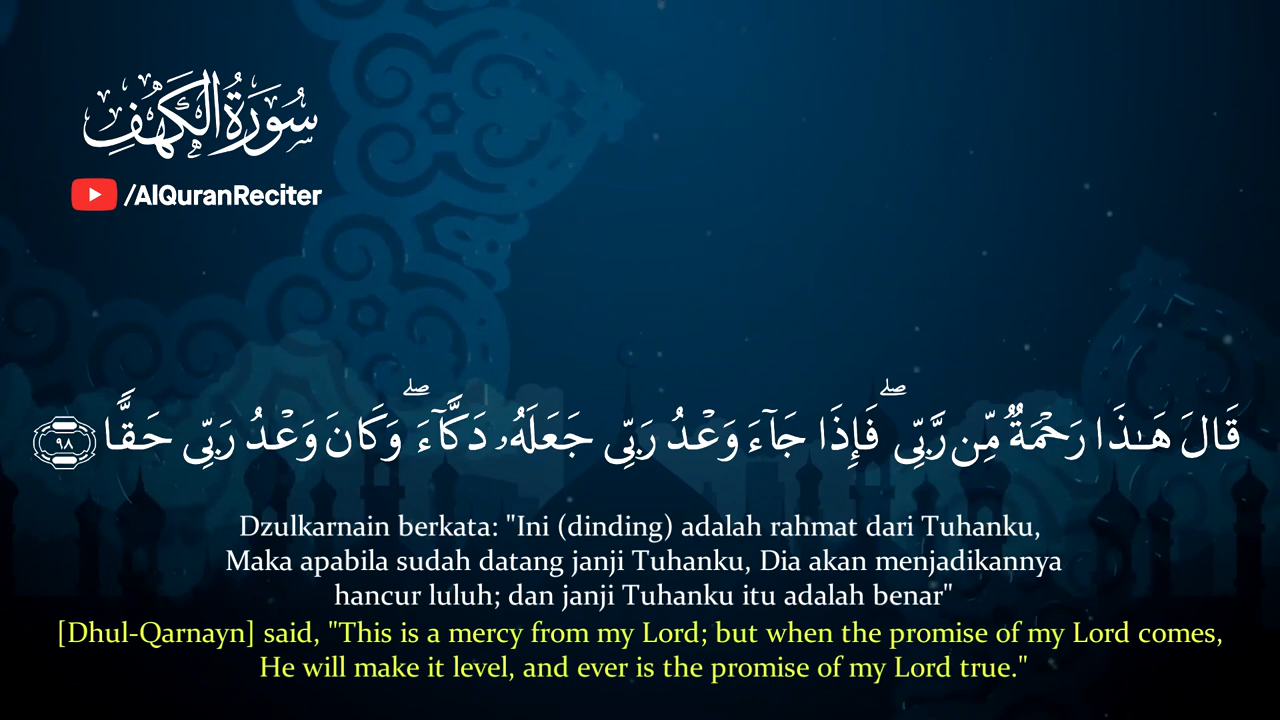 سُورَةُ الْكَهْفِ
/AlQuranReciter
قَالَ هَـٰذَا رَحْمَةٌ مِّن رَّبِّى ۖ فَإِذَا جَآءَ وَعْدُ رَبِّى جَعَلَهُۥ دَكَّآءَ ۖ وَكَانَ وَعْدُ رَبِّى حَقًّا ٩٨
Dzulkarnain berkata: "Ini (dinding) adalah rahmat dari Tuhanku,
Maka apabila sudah datang janji Tuhanku, Dia akan menjadikannya
hancur luluh; dan janji Tuhanku itu adalah benar"
[Dhul-Qarnayn] said, "This is a mercy from my Lord; but when the promise of my Lord comes,
He will make it level, and ever is the promise of my Lord true."